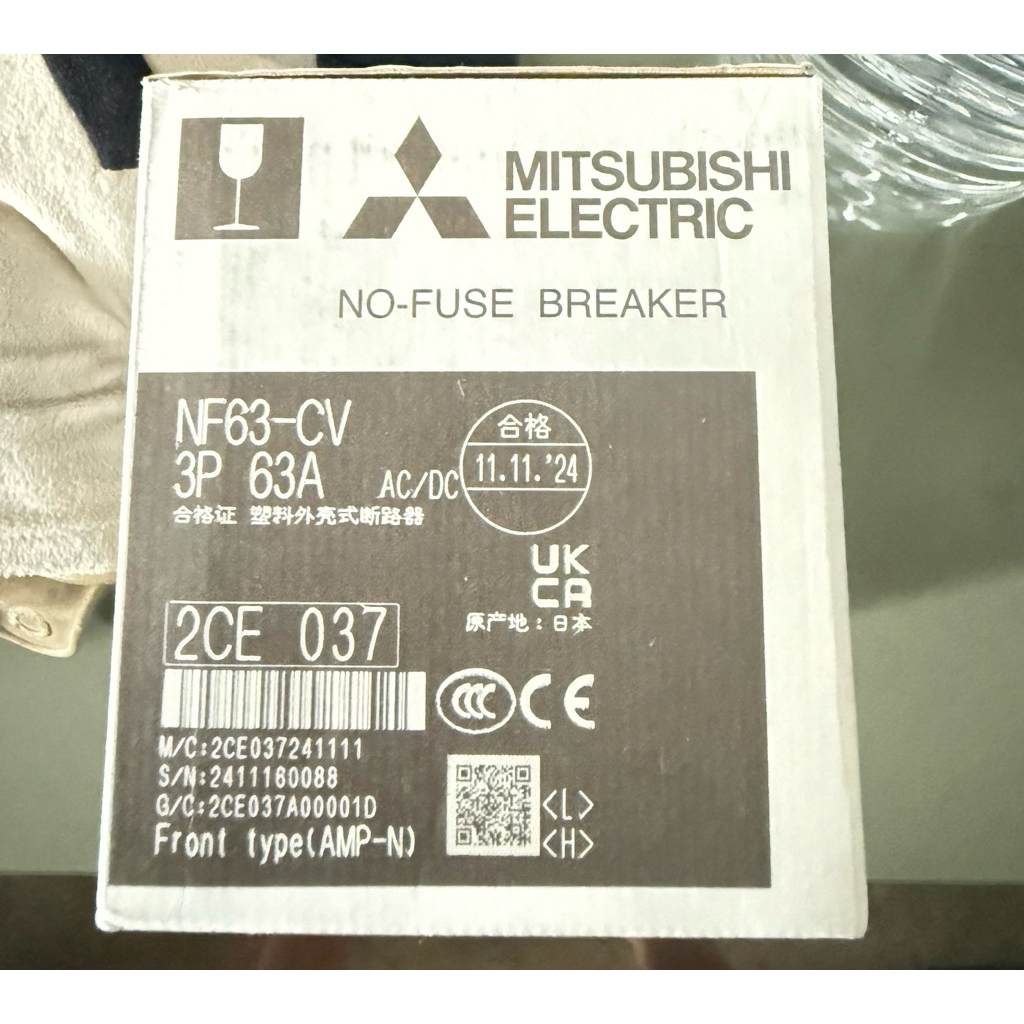 MITSUBISHI
ELECTRIC
NO-FUSE BREAKER
NF63-CV
3P 63A AC/DC
合格
11.11.'24
合格证 塑料外壳式断路器
UK
CA
原产地：日本
2CE 037
CCC CE
M/C:2CE037241111
S/N:2411160088
G/C:2CE037A00001D
Front type(AMP-N)
<L>
<H>